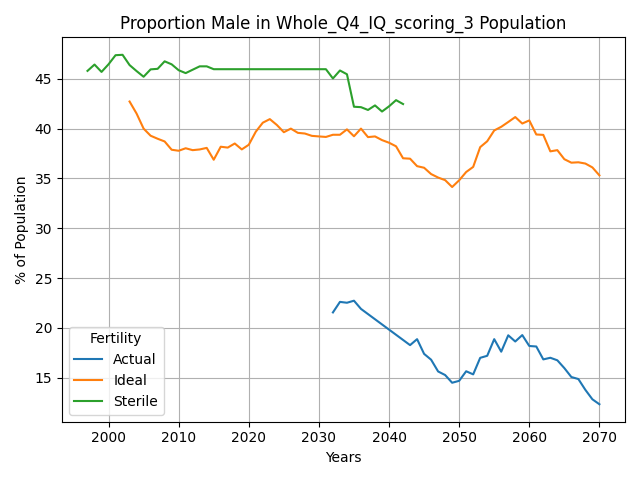 Proportion Male in Whole_Q4_IQ_scoring_3 Population
% of Population
45
40
35
30
25
20
15
Fertility
Actual
Ideal
Sterile
2000 2010 2020 2030 2040 2050 2060 2070
Years